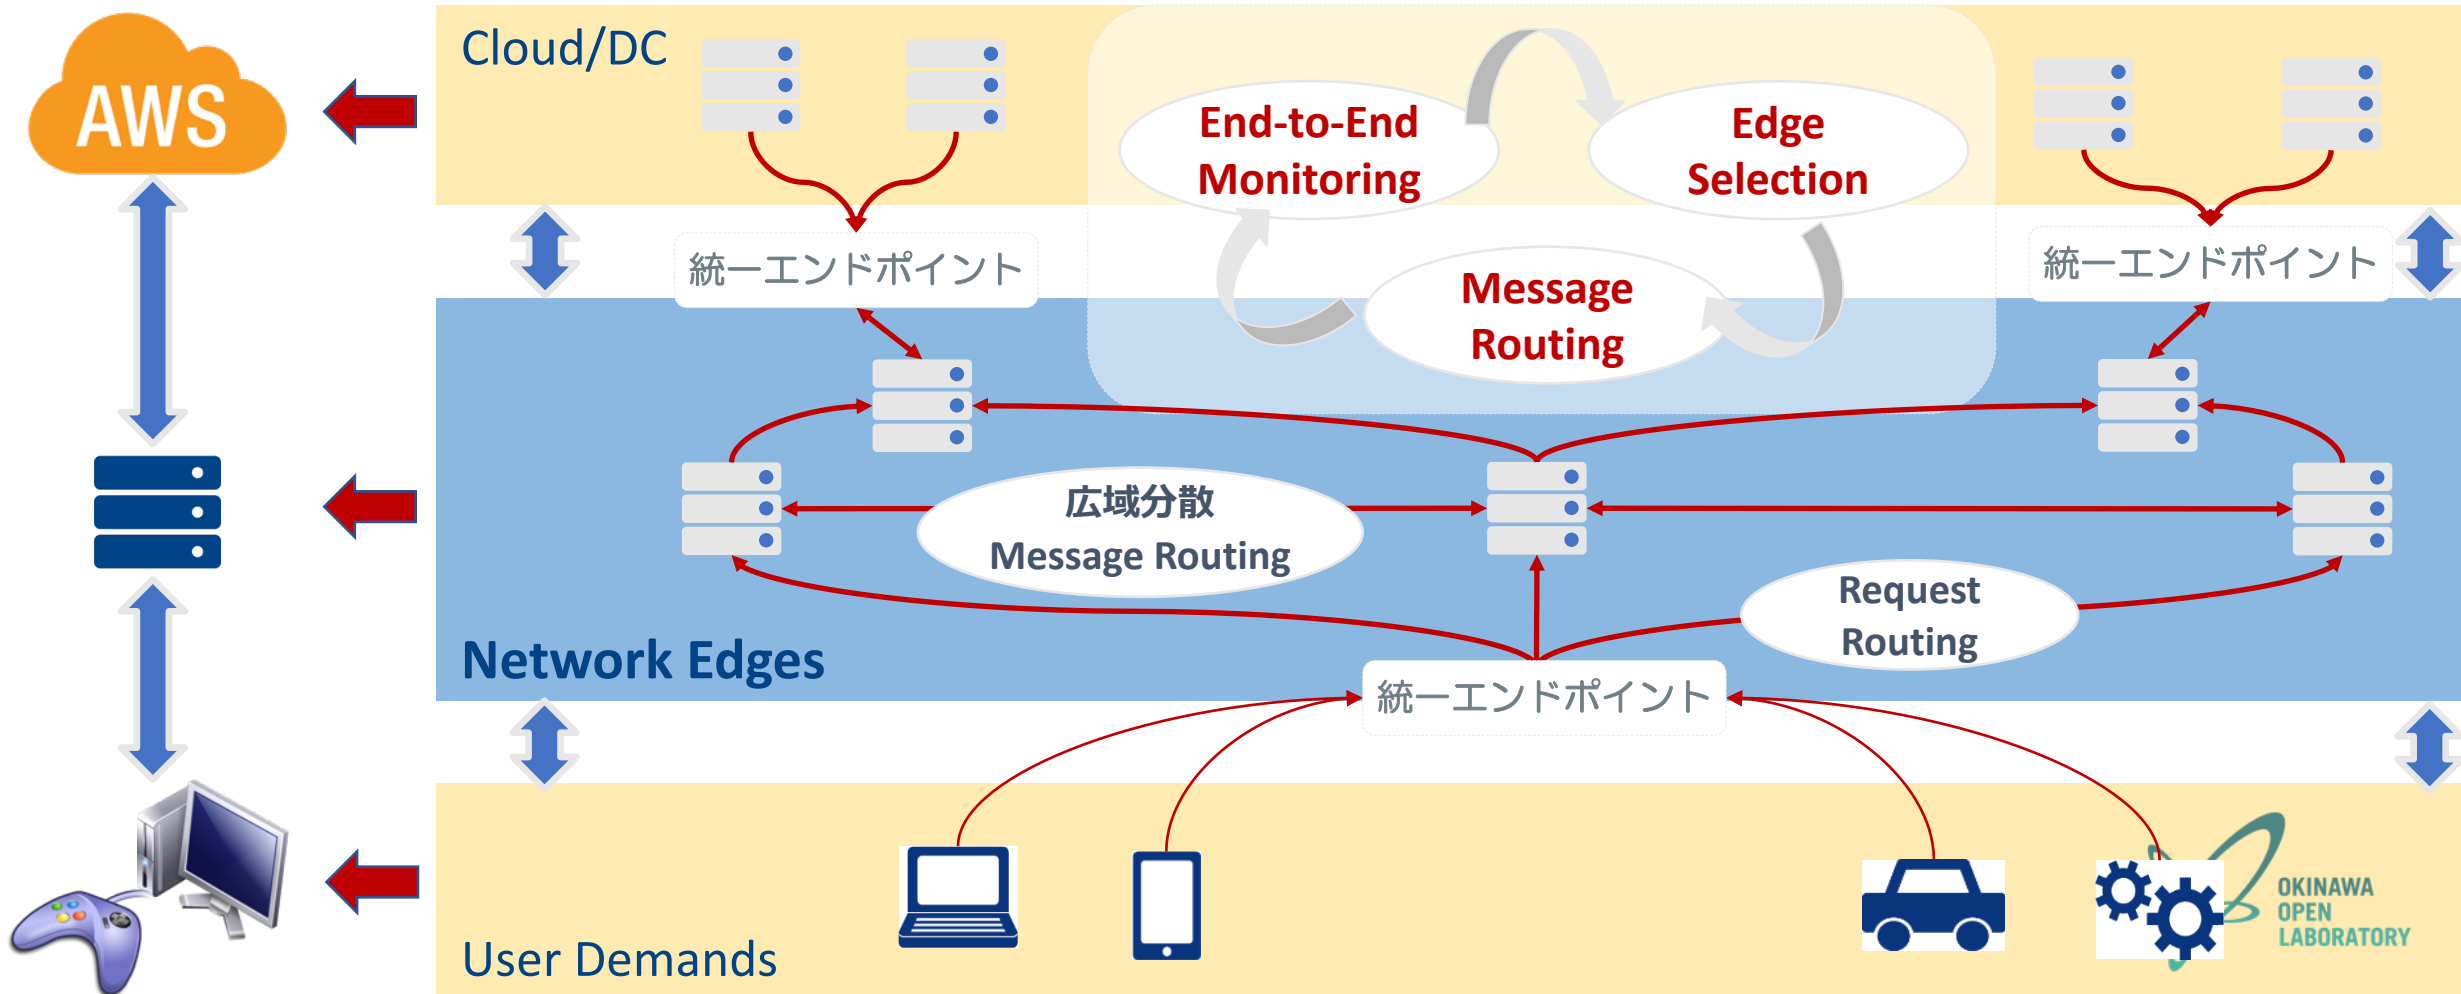 AWS
Cloud/DC
End-to-End
Monitoring
Edge
Selection
Message
Routing
統一エンドポイント
統一エンドポイント
広域分散
Message Routing
Request
Routing
Network Edges
統一エンドポイント
User Demands
OKINAWA
OPEN
LABORATORY